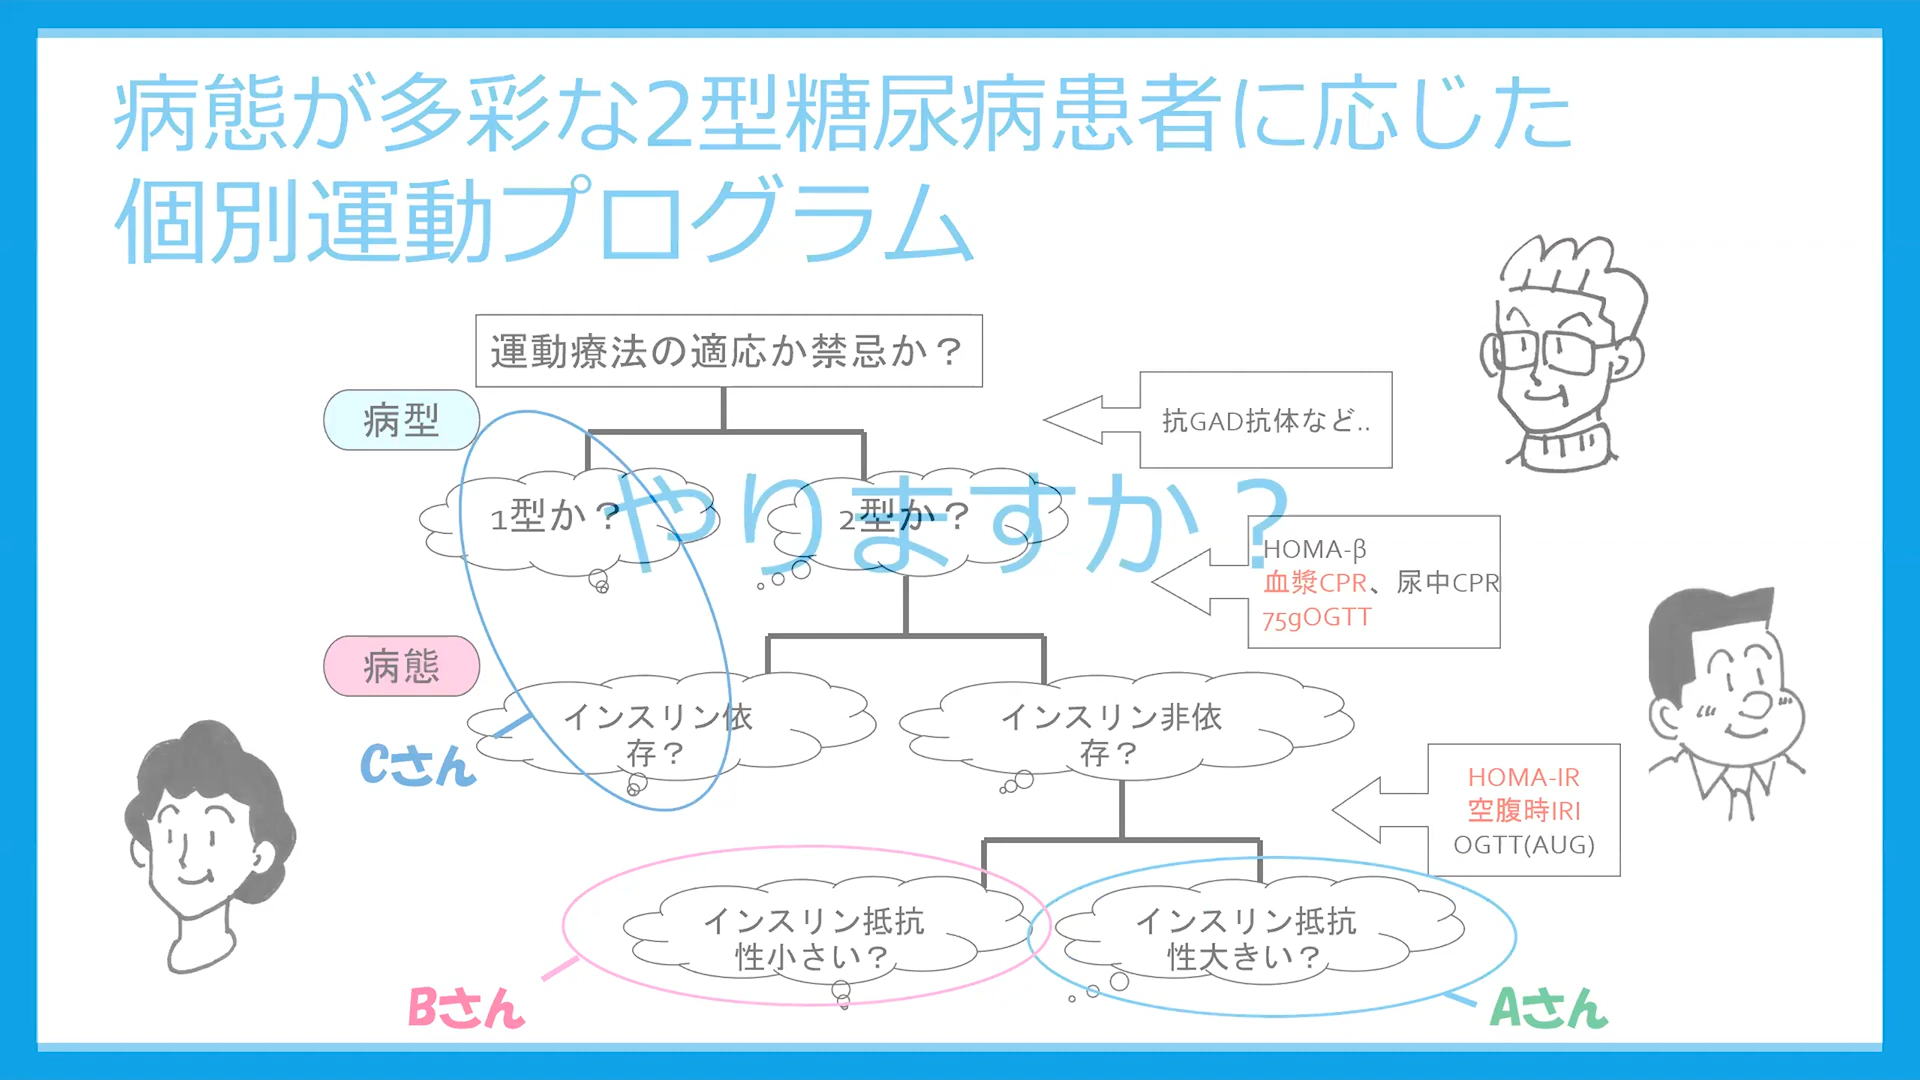 病態が多彩な2型糖尿病患者に応じた
個別運動プログラム
やりますか？
運動療法の適応か禁忌か？
病型
抗GAD抗体など..
1型か？
2型か？
HOMA-β
血漿CPR、尿中CPR
75gOGTT
病態
インスリン依
存？
インスリン非依
存？
Cさん
HOMA-IR
空腹時IRI
OGTT(AUG)
インスリン抵抗
性小さい？
インスリン抵抗
性大きい？
Bさん
Aさん